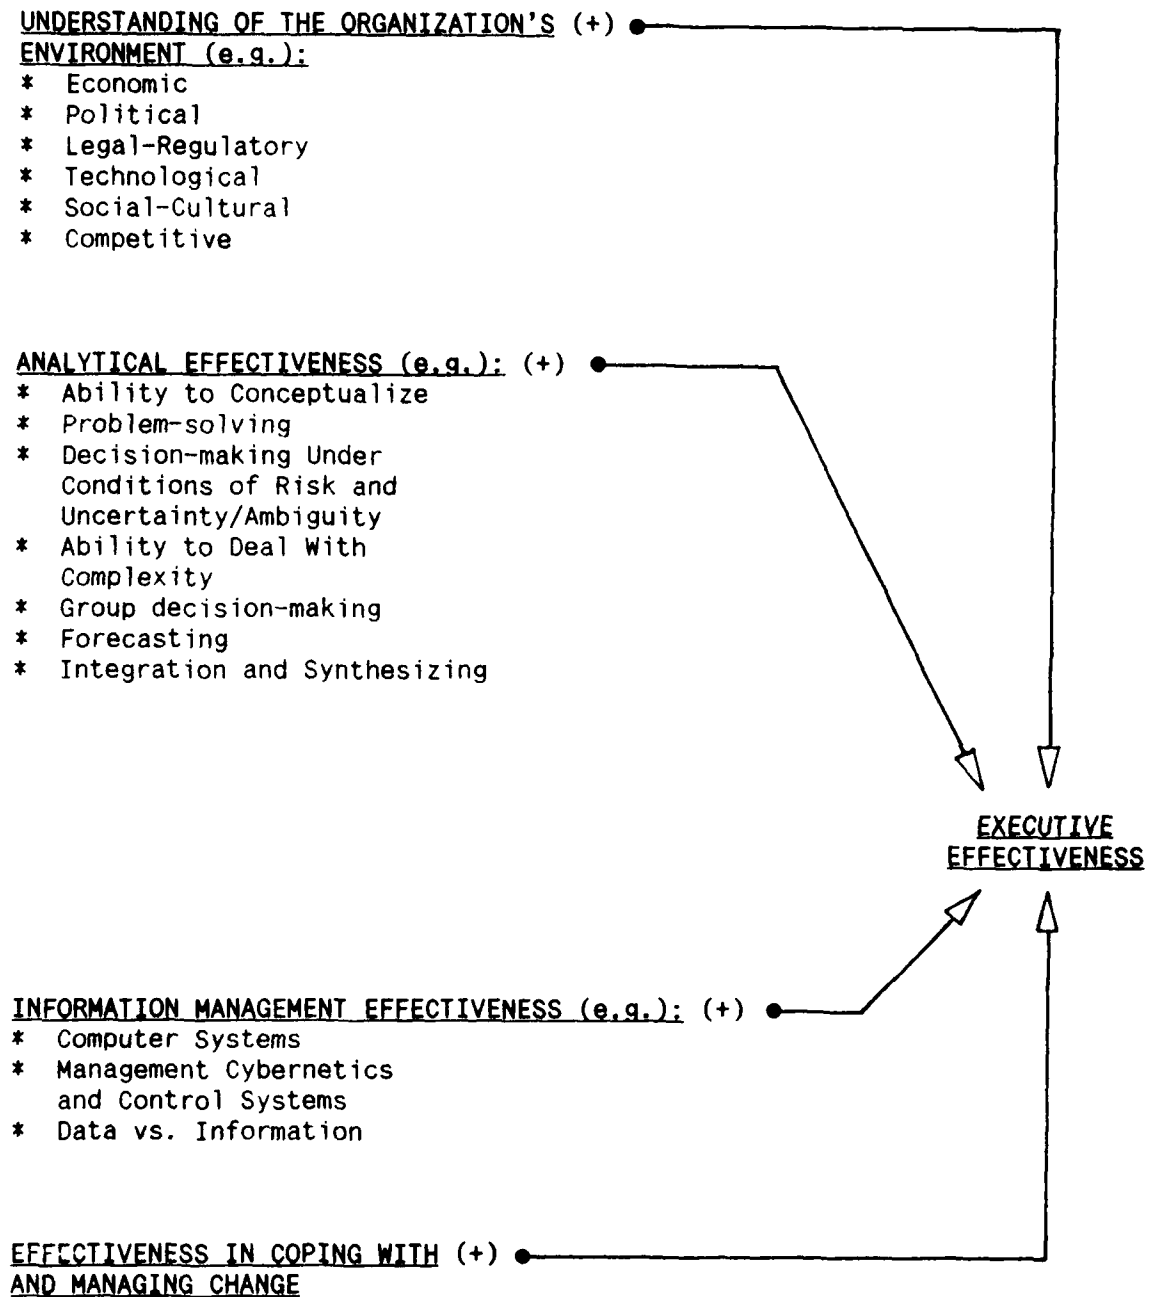 UNDERSTANDING OF THE ORGANIZATION'S (+)
ENVIRONMENT (e.g.):
* Economic
* Political
* Legal-Regulatory
* Technological
* Social-Cultural
* Competitive
ANALYTICAL EFFECTIVENESS (e.g.): (+)
* Ability to Conceptualize
* Problem-solving
* Decision-making Under
Conditions of Risk and
Uncertainty/Ambiguity
* Ability to Deal With
Complexity
* Group decision-making
* Forecasting
* Integration and Synthesizing
EXECUTIVE
EFFECTIVENESS
INFORMATION MANAGEMENT EFFECTIVENESS (e.g.): (+)
* Computer Systems
* Management Cybernetics
and Control Systems
* Data vs. Information
EFFECTIVENESS IN COPING WITH (+)
AND MANAGING CHANGE